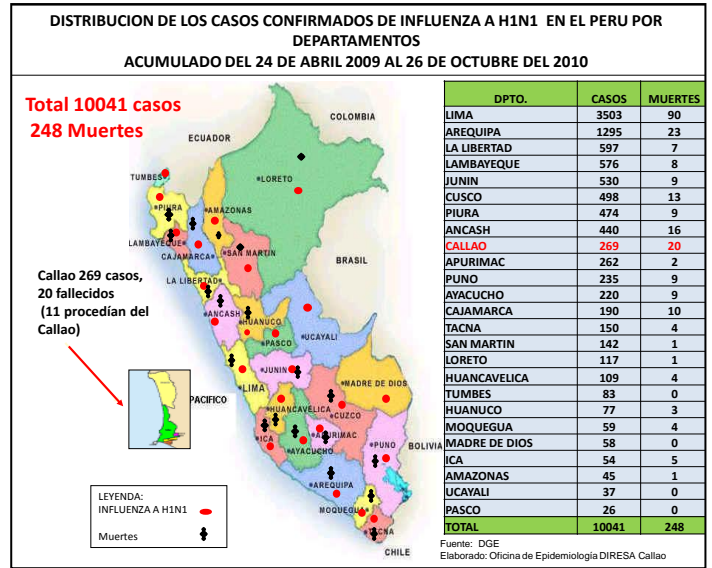 DISTRIBUCION DE LOS CASOS CONFIRMADOS DE INFLUENZA A H1N1 EN EL PERU POR
DEPARTAMENTOS
ACUMULADO DEL 24 DE ABRIL 2009 AL 26 DE OCTUBRE DEL 2010
Total 10041 casos
248 Muertes
COLOMBIA
ECUADOR
TUMBES
LORETO
PIURA
AMAZONAS
LAMBAYEQUE
CAJAMARCA
SAN MARTIN
BRASIL
LA LIBERTAD
ANCASH
HUANUCO
UCAYALI
PASCO
JUNIN
LIMA
MADRE DE DIOS
PACIFICO
HUANCAVELICA
CUZCO
ICA
APURIMAC
AYACUCHO
PUNO
BOLIVIA
AREQUIPA
MOQUEGUA
TACNA
CHILE
Callao 269 casos,
20 fallecidos
(11 procedían del
Callao)
LEYENDA:
INFLUENZA A H1N1
Muertes
DPTO. CASOS MUERTES
LIMA 3503 90
AREQUIPA 1295 23
LA LIBERTAD 597 7
LAMBAYEQUE 576 8
JUNIN 530 9
CUSCO 498 13
PIURA 474 9
ANCASH 440 16
CALLAO 269 20
APURIMAC 262 2
PUNO 235 9
AYACUCHO 220 9
CAJAMARCA 190 10
TACNA 150 4
SAN MARTIN 142 1
LORETO 117 1
HUANCAVELICA 109 4
TUMBES 83 0
HUANUCO 77 3
MOQUEGUA 59 4
MADRE DE DIOS 58 0
ICA 54 5
AMAZONAS 45 1
UCAYALI 37 0
PASCO 26 0
TOTAL 10041 248
Fuente: DGE
Elaborado: Oficina de Epidemiología DIRESA Callao